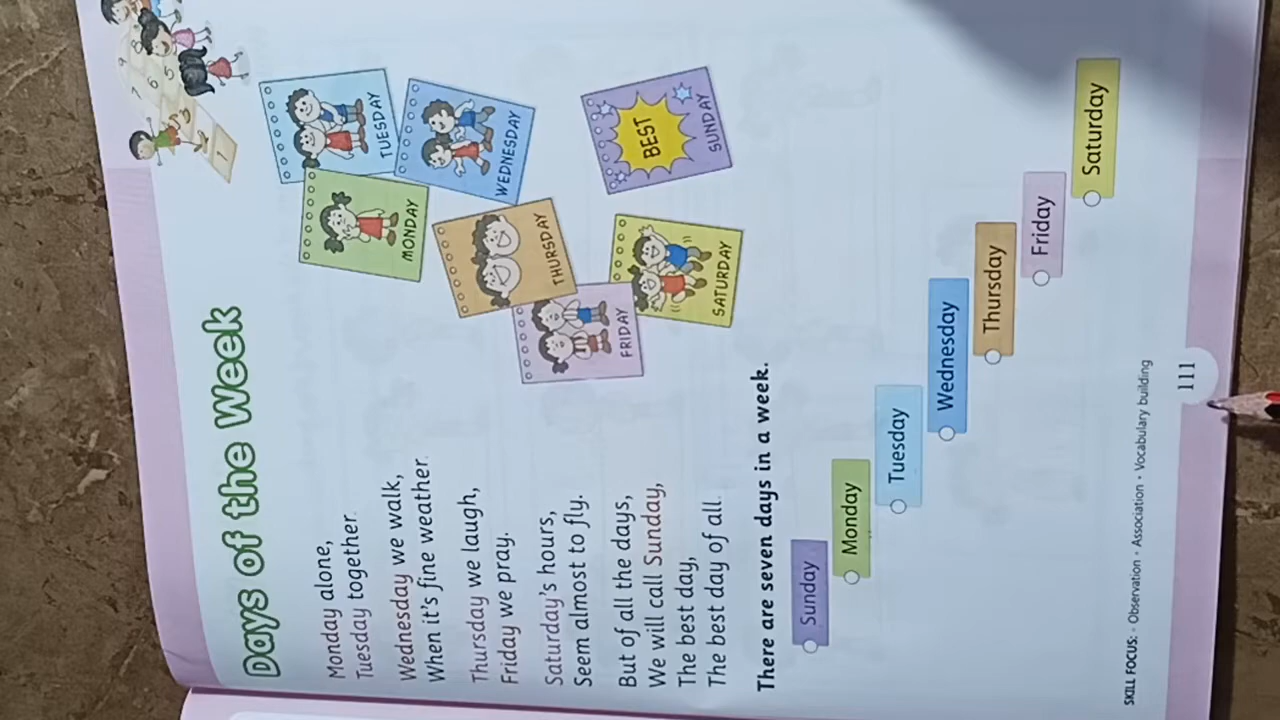 Days of the Week
Monday alone,
Tuesday together.
Wednesday we walk,
When it's fine weather.
Thursday we laugh,
Friday we pray,
Saturday's hours,
Seem almost to fly.
But of all the days,
We will call Sunday,
The best day,
The best day of all.
MONDAY
TUESDAY
WEDNESDAY
THURSDAY
FRIDAY
SATURDAY
BEST
SUNDAY
There are seven days in a week.
Sunday
Monday
Tuesday
Wednesday
Thursday
Friday
Saturday
SKILL FOCUS: • Observation • Association • Vocabulary building
111